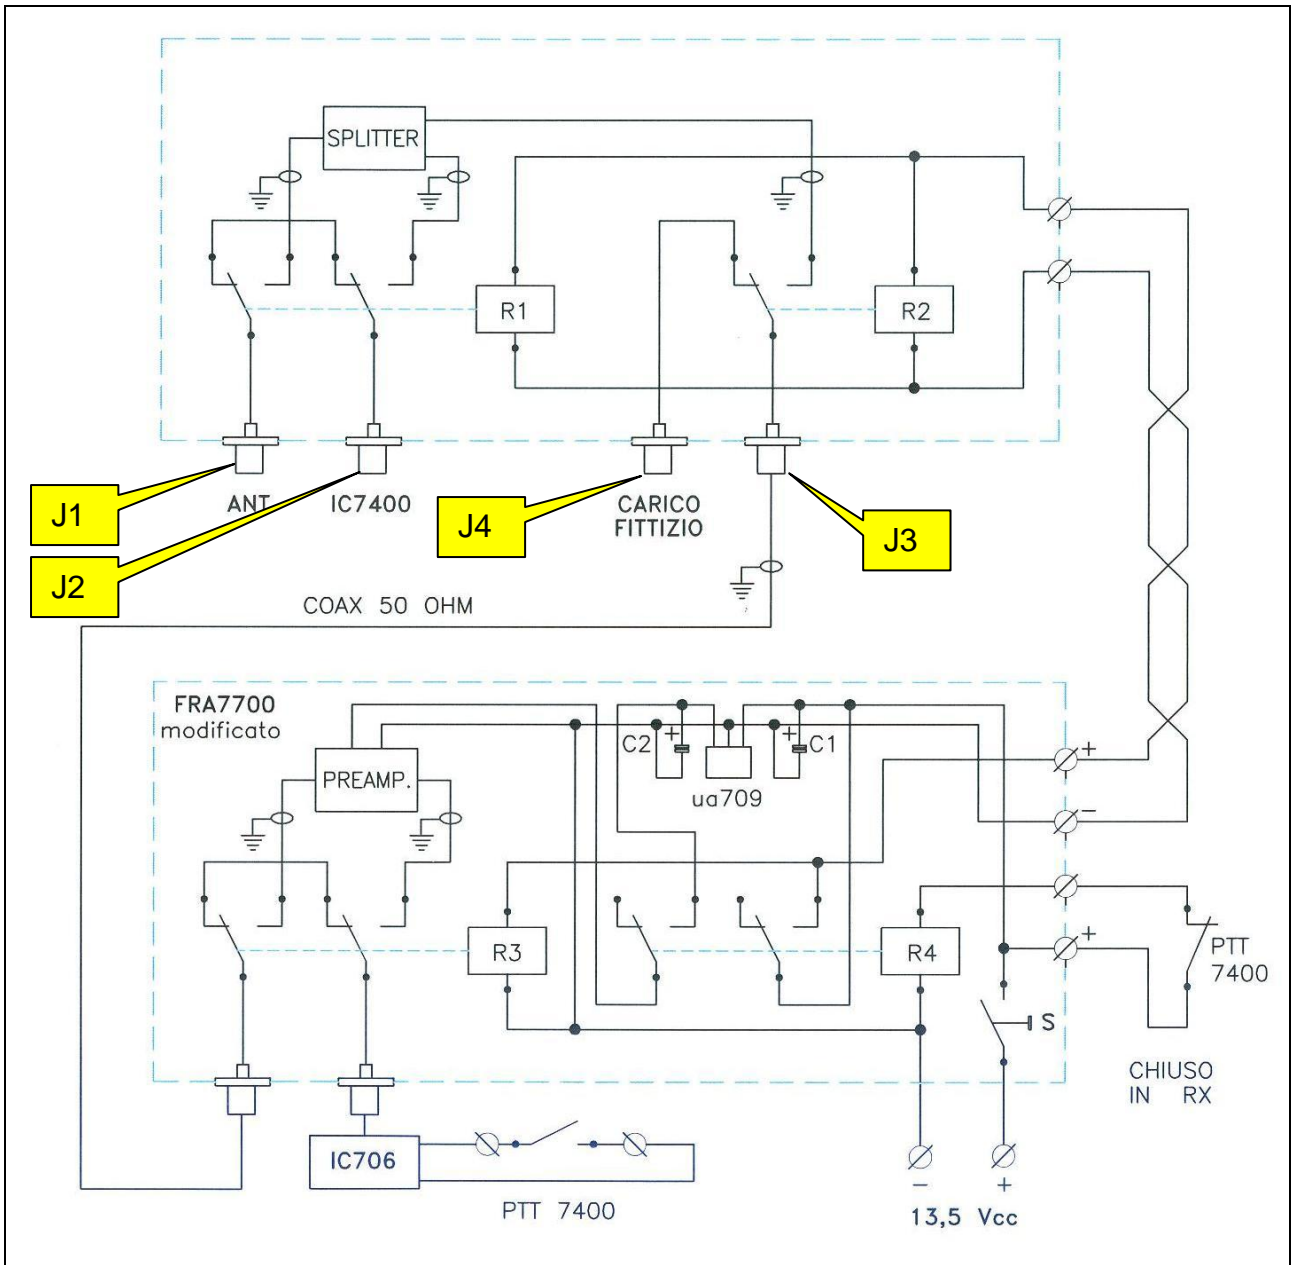 SPLITTER
R1
R2
J1
ANT
IC7400
J4
CARICO
FITTIZIO
J3
J2
COAX 50 OHM
FRA7700
modificato
C2
+
+
C1
ua709
+
PREAMP.
-
R3
R4
+
PTT
7400
S
CHIUSO
IN RX
IC706
PTT 7400
-
+
13,5 Vcc